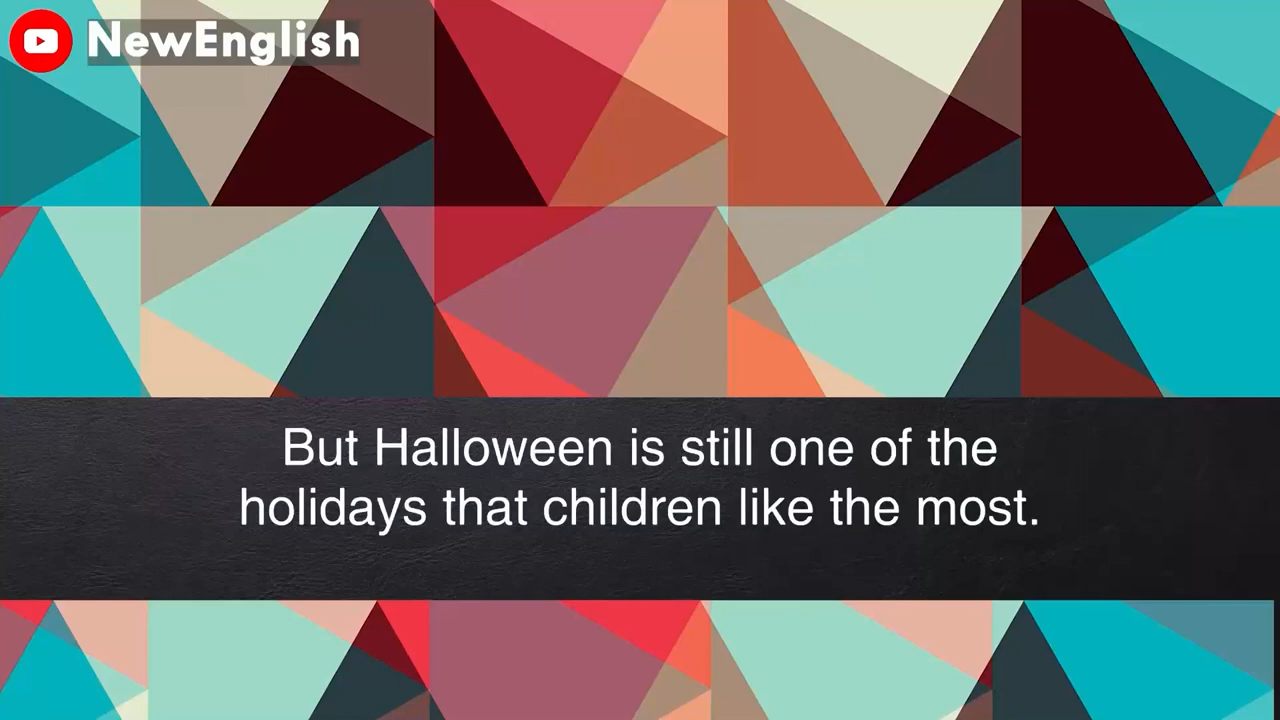 NewEnglish
But Halloween is still one of the
holidays that children like the most.